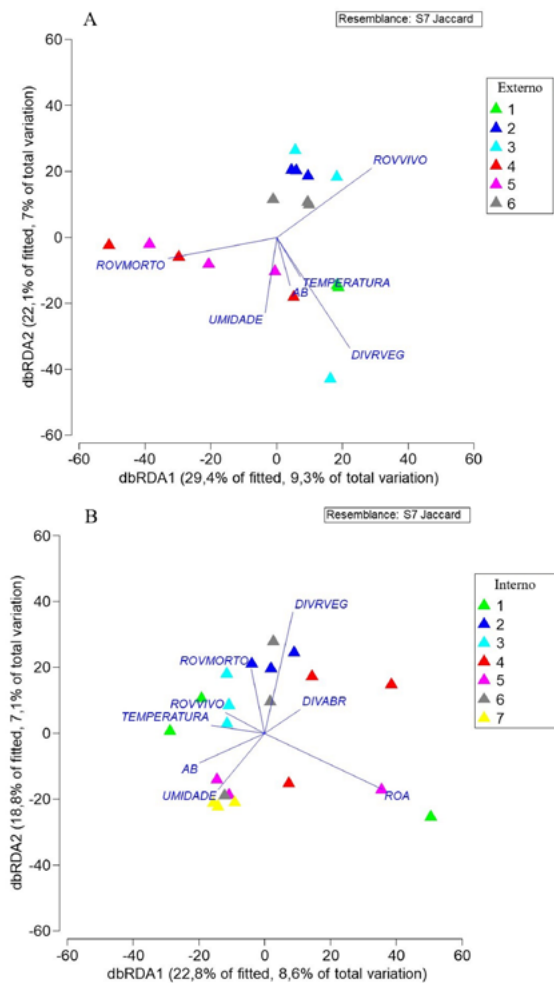 A
Resemblance: S7 Jaccard
60
40
20
0
-20
-40
-60
-60
-40
-20
0
20
40
60
dbRDA2 (22,1% of fitted, 7% of total variation)
dbRDA1 (29,4% of fitted, 9,3% of total variation)
ROVVIVO
ROVMORTO
TEMPERATURA
AB
UMIDADE
DIVRVEG
Externo
1
2
3
4
5
6
B
Resemblance: S7 Jaccard
60
40
20
0
-20
-40
-60
-60
-40
-20
0
20
40
60
dbRDA2 (18,8% of fitted, 7,1% of total variation)
dbRDA1 (22,8% of fitted, 8,6% of total variation)
DIVRVEG
ROVMORTO
ROVVIVO
DIVABR
TEMPERATURA
AB
UMIDADE
ROA
Interno
1
2
3
4
5
6
7